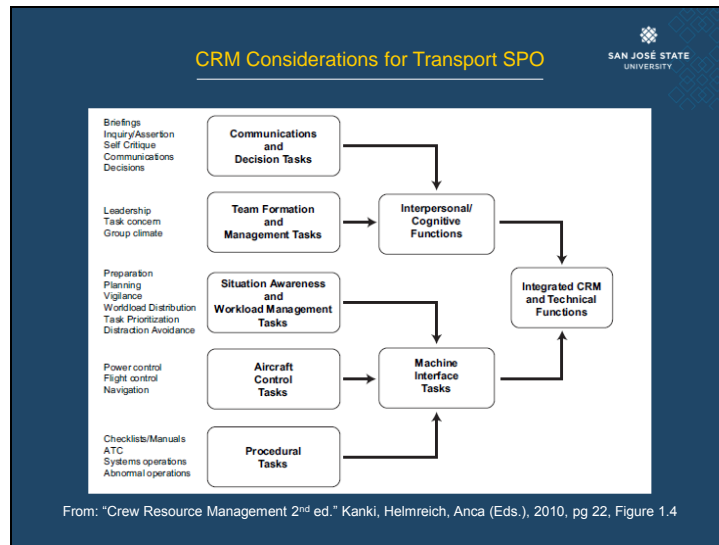 CRM Considerations for Transport SPO
SAN JOSÉ STATE
UNIVERSITY
Briefings
Inquiry/Assertion
Self Critique
Communications
Decisions
Communications
and
Decision Tasks
Leadership
Task concern
Group climate
Team Formation
and
Management Tasks
Interpersonal/
Cognitive
Functions
Preparation
Planning
Vigilance
Worldload Distribution
Task Prioritization
Distraction Avoidance
Situation Awareness
and
Workload Management
Tasks
Integrated CRM
and Technical
Functions
Power control
Flight control
Navigation
Aircraft
Control
Tasks
Machine
Interface
Tasks
Checklists/Manuals
ATC
Systems operations
Abnormal operations
Procedural
Tasks
From: “Crew Resource Management 2nd ed.” Kanki, Helmreich, Anca (Eds.), 2010, pg 22, Figure 1.4